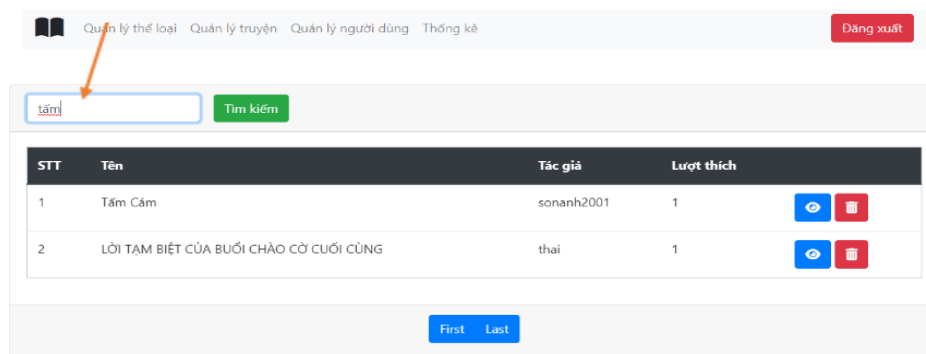 Quản lý thể loại Quản lý truyện Quản lý người dùng Thống kê Đăng xuất
tấm Tìm kiếm
STT Tên Tác giả Lượt thích
1 Tấm Cám sonanh2001 1
2 LỜI TẠM BIỆT CỦA BUỔI CHÀO CỜ CUỐI CÙNG thai 1
First Last